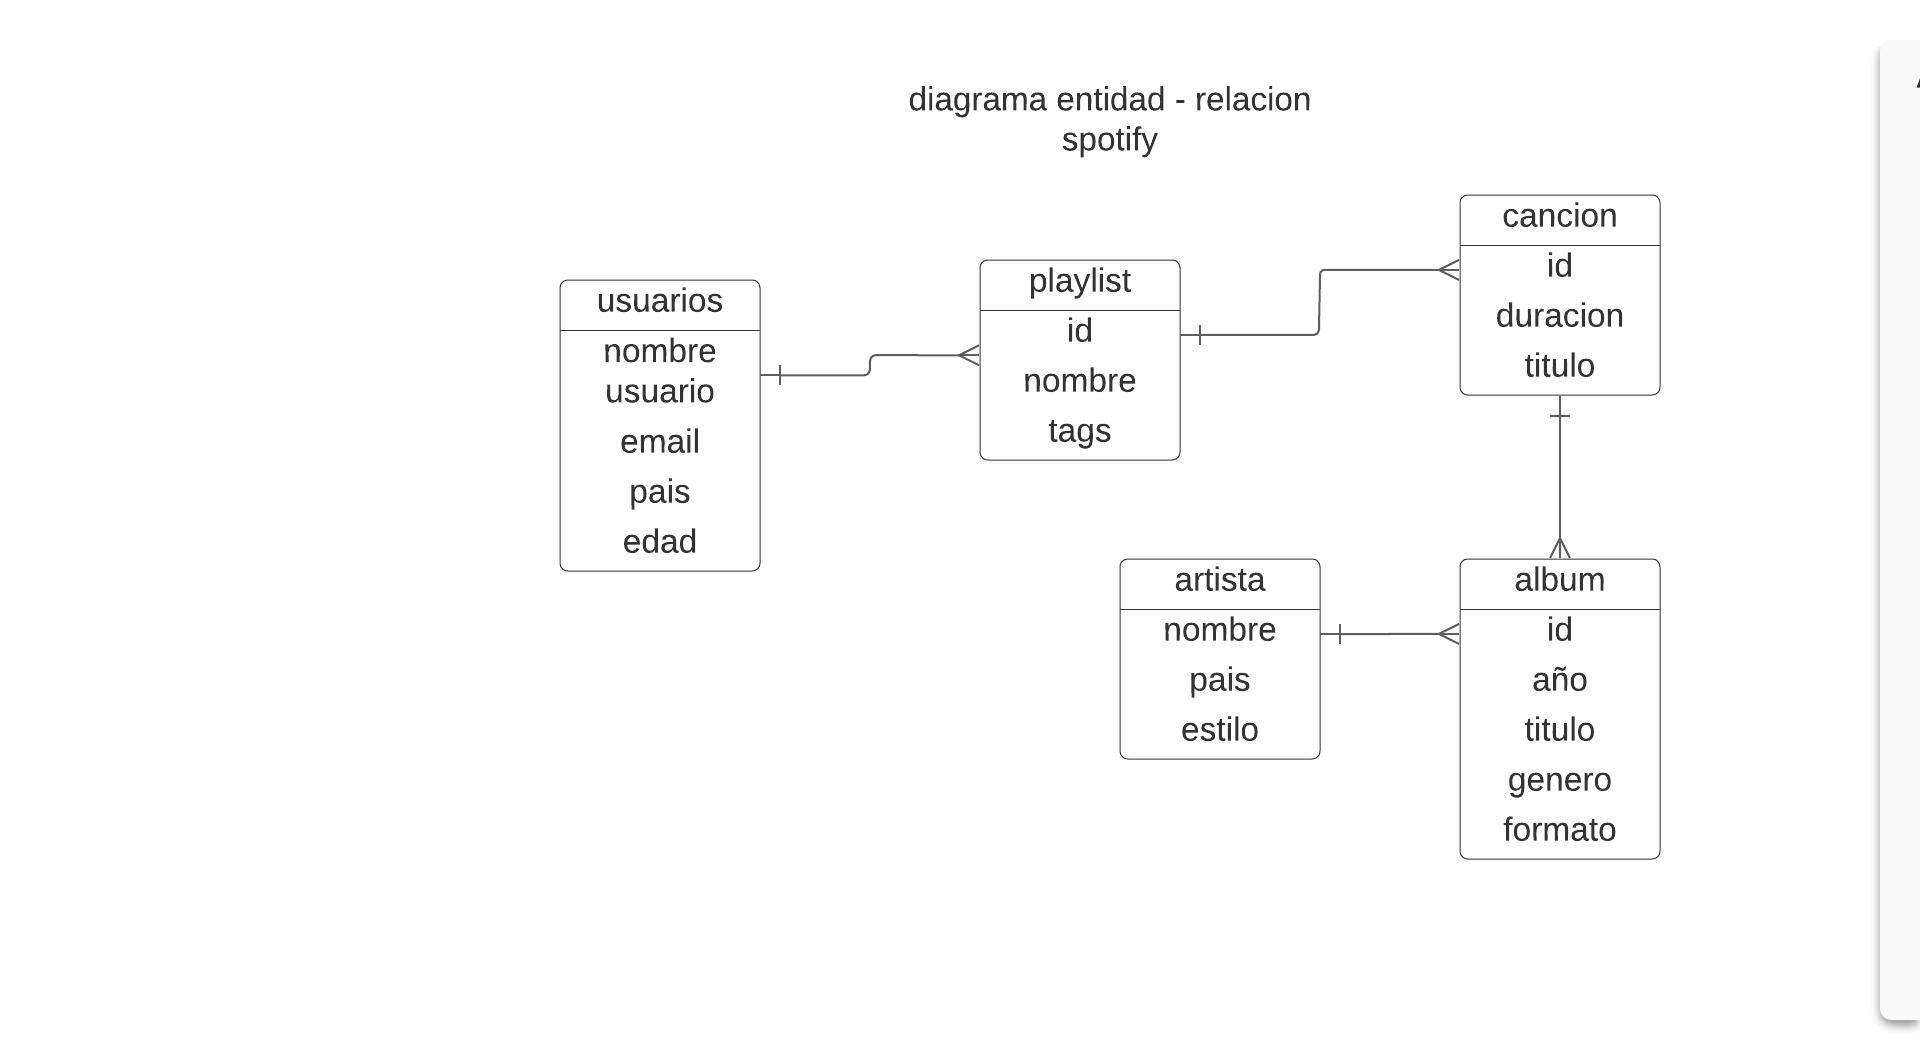 diagrama entidad - relacion
spotify
usuarios
nombre
usuario
email
pais
edad
playlist
id
nombre
tags
cancion
id
duracion
titulo
artista
nombre
pais
estilo
album
id
año
titulo
genero
formato